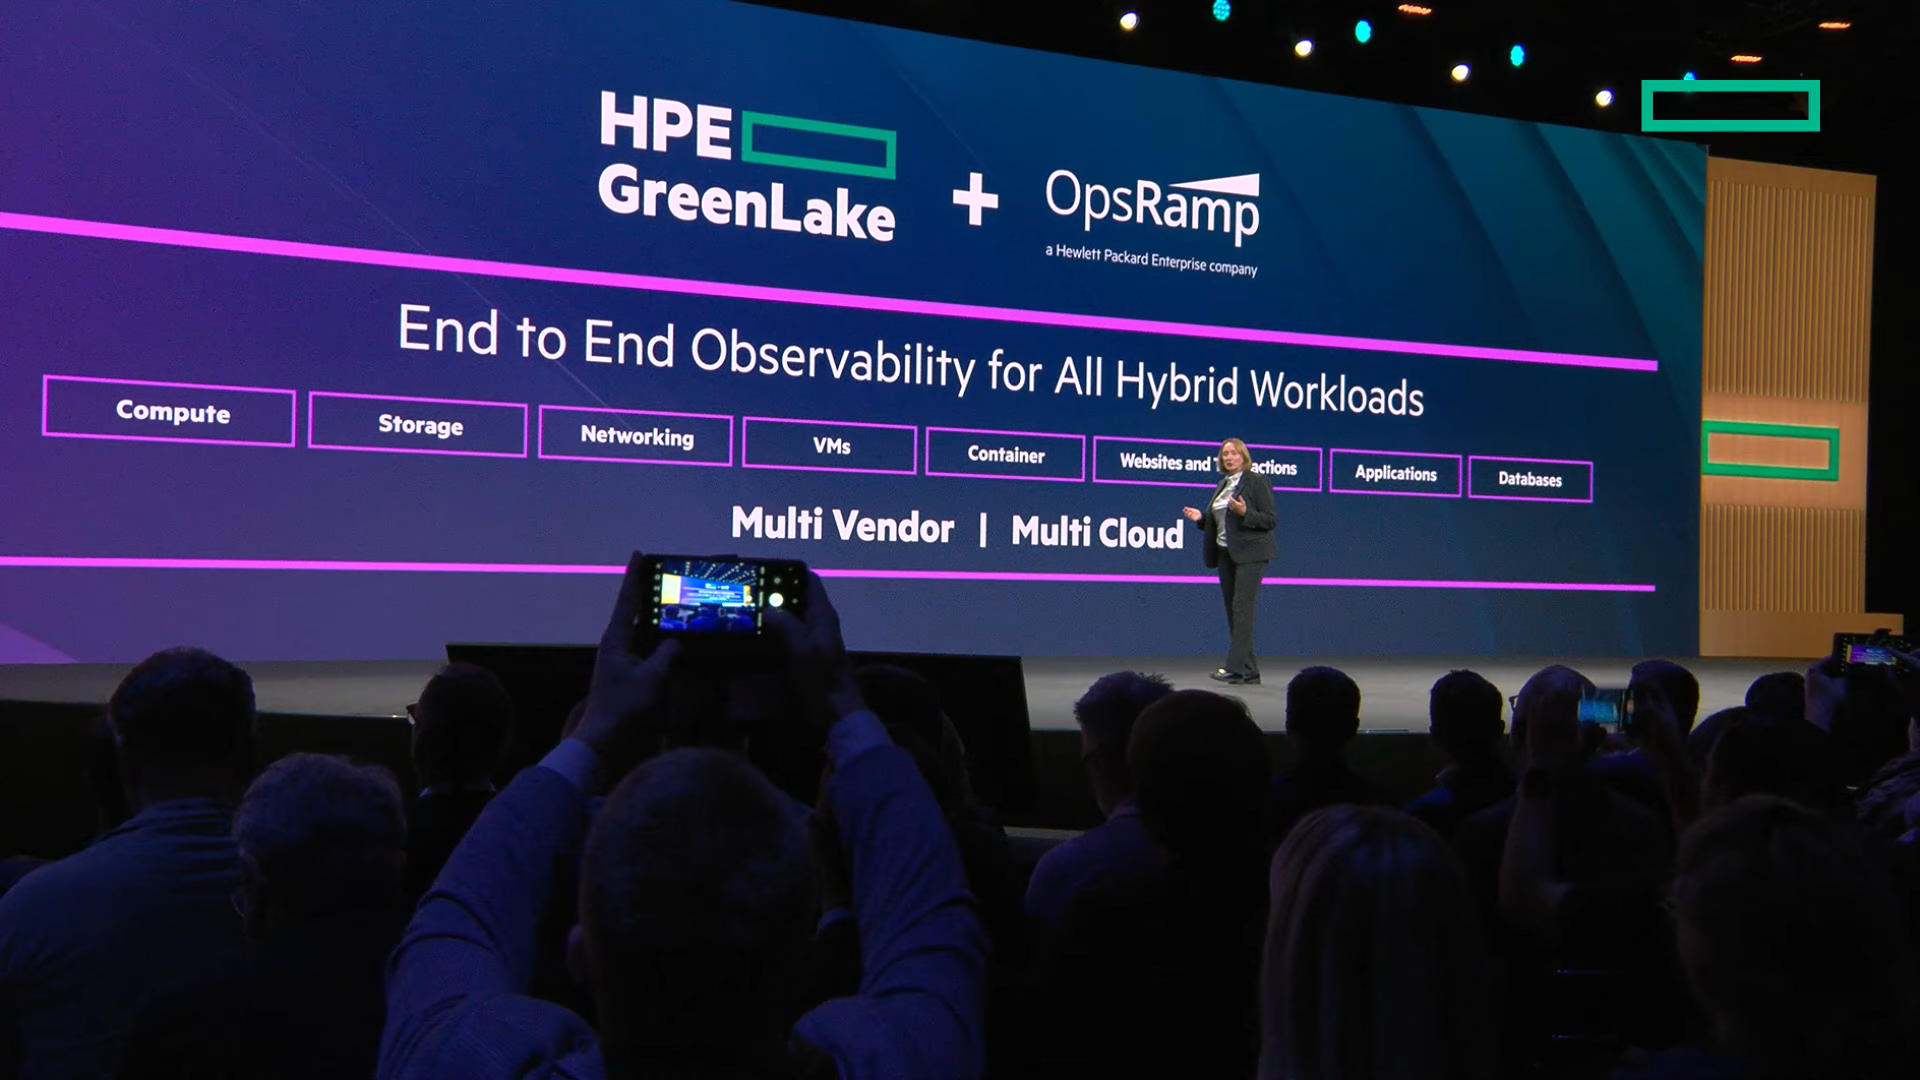 HPE
GreenLake
+
OpsRamp
a Hewlett Packard Enterprise company
End to End Observability for All Hybrid Workloads
Compute
Storage
Networking
VMs
Container
Websites and T actions
Applications
Databases
Multi Vendor | Multi Cloud